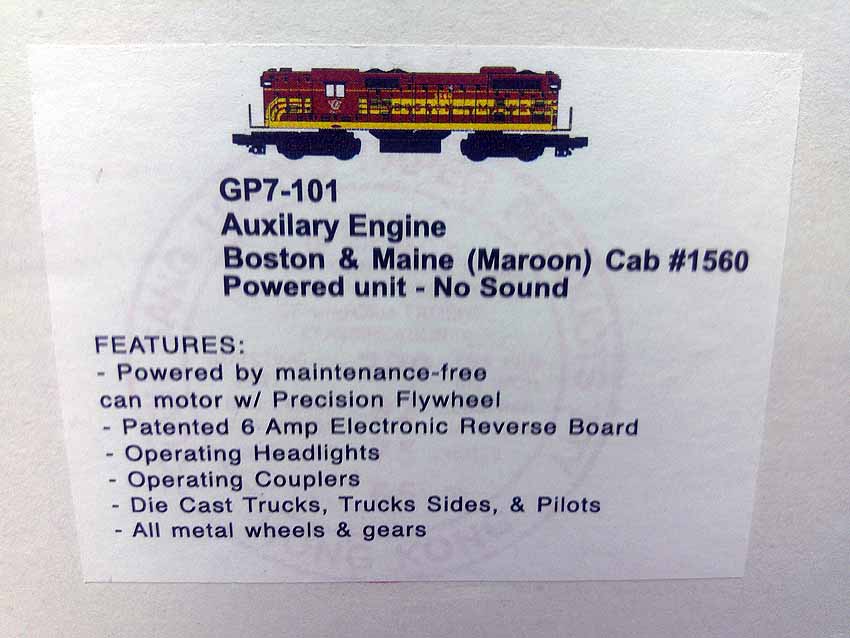 GP7-101
Auxilary Engine
Boston & Maine (Maroon) Cab #1560
Powered unit - No Sound
FEATURES:
- Powered by maintenance-free
can motor w/ Precision Flywheel
- Patented 6 Amp Electronic Reverse Board
- Operating Headlights
- Operating Couplers
- Die Cast Trucks, Trucks Sides, & Pilots
- All metal wheels & gears